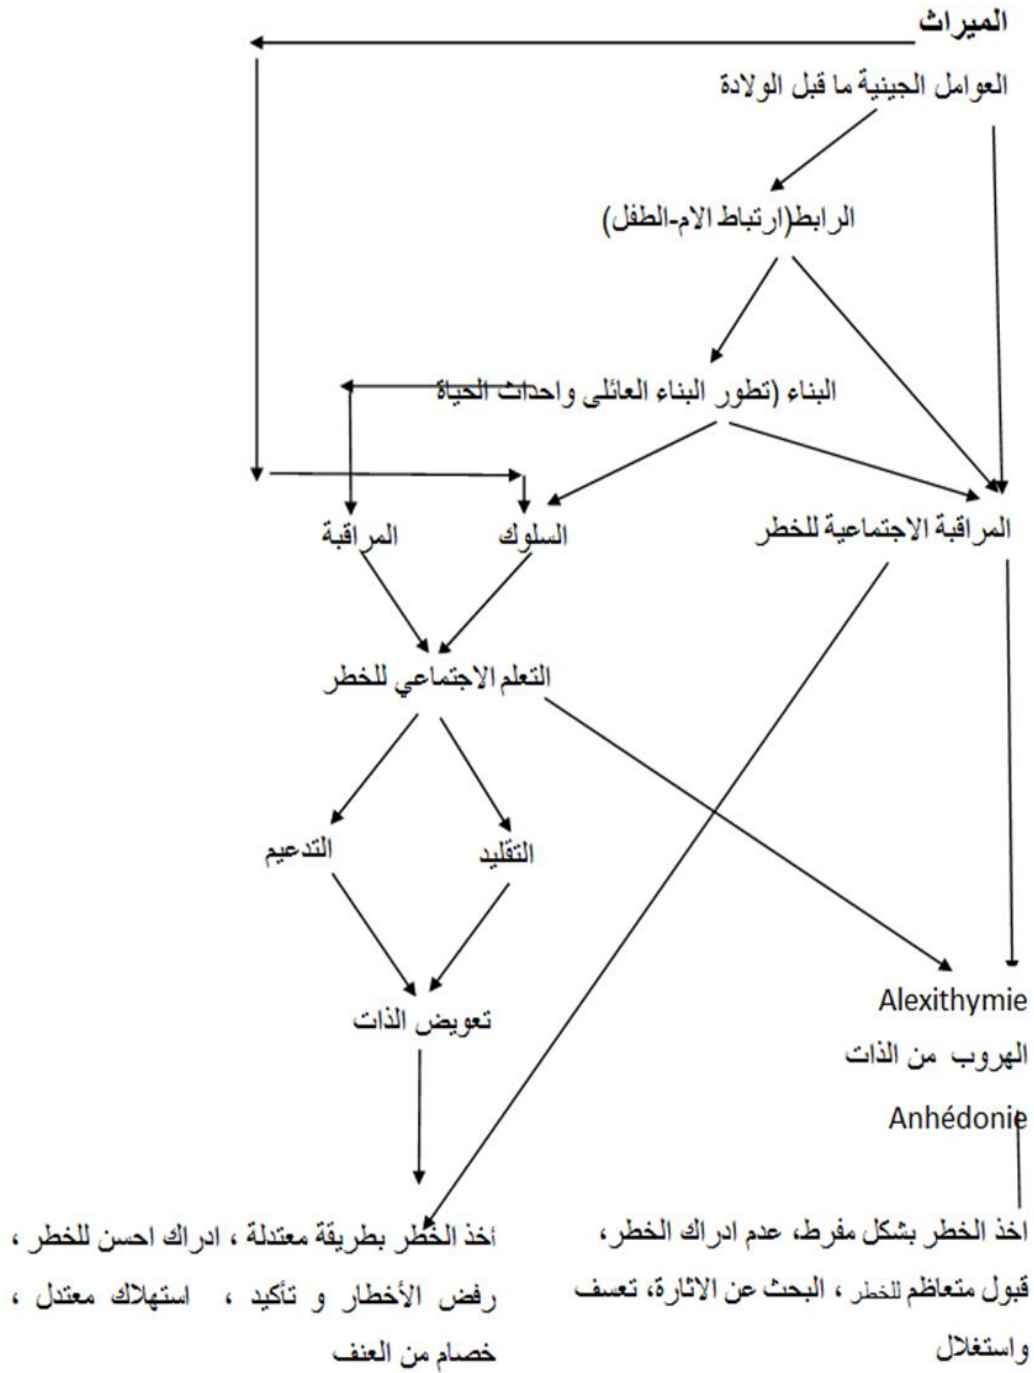 الميراث
العوامل الجينية ما قبل الولادة
الرابط(ارتباط الام-الطفل)
البناء (تطور البناء العائلى واحداث الحياة
المراقبة الاجتماعية للخطر
السلوك
المراقبة
التعلم الاجتماعي للخطر
التقليد
التدعيم
تعويض الذات
Alexithymie
الهروب من الذات
Anhédonie
اخذ الخطر بشكل مفرط، عدم ادراك الخطر،
قبول متعاظم للخطر ، البحث عن الاثارة، تعسف
واستغلال
أخذ الخطر بطريقة معتدلة ، ادراك احسن للخطر ،
رفض الأخطار و تأكيد ، استهلاك معتدل ،
خصام من العنف